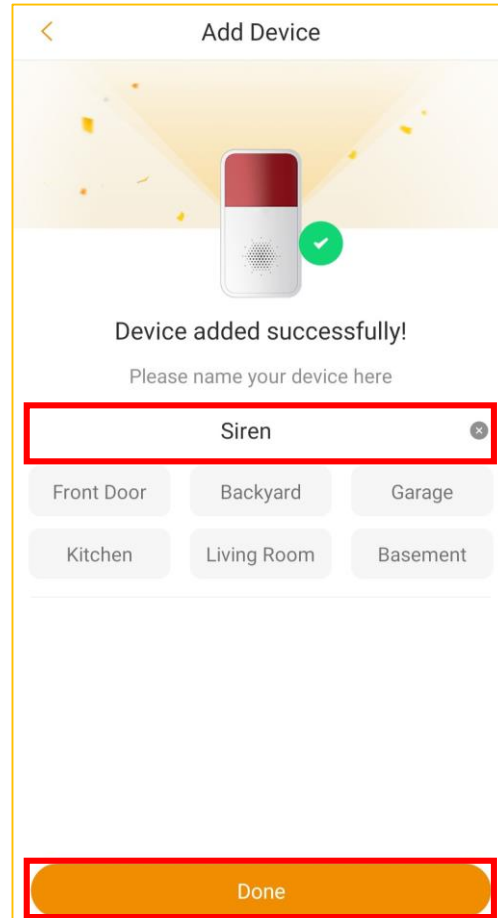 Add Device
Device added successfully!
Please name your device here
Siren
Front Door Backyard Garage
Kitchen Living Room Basement
Done